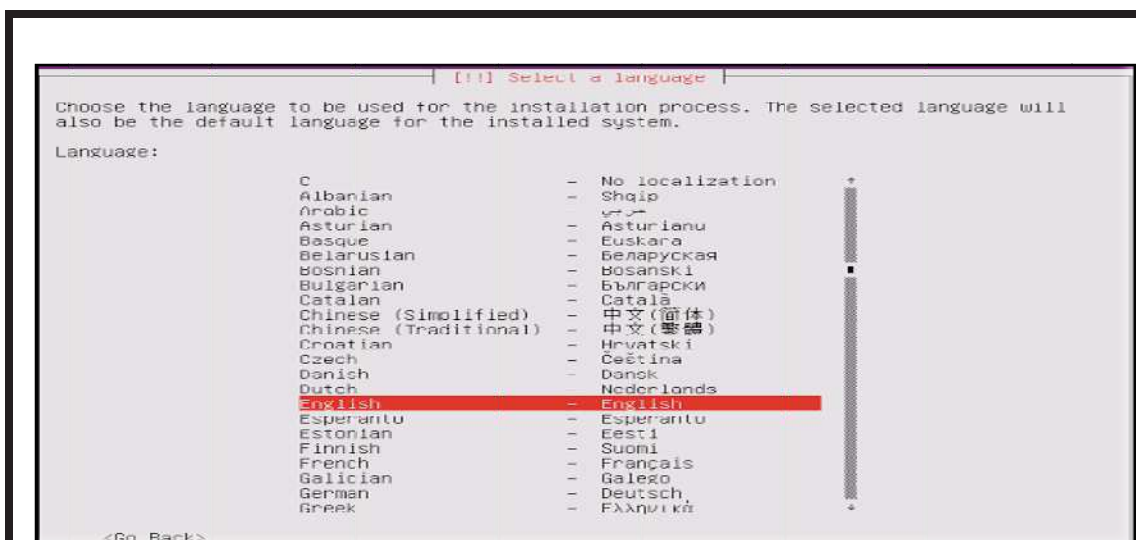 [!!] Select a language
Choose the language to be used for the installation process. The selected language will
also be the default language for the installed system.
Language:
C - No localization
Albanian - Shqip
Arabic - عربي
Asturian - Asturianu
Basque - Euskara
Belarusian - Беларуская
Bosnian - Bosanski
Bulgarian - Български
Catalan - Català
Chinese (Simplified) - 中文(简体)
Chinese (Traditional) - 中文(繁體)
Croatian - Hrvatski
Czech - Čeština
Danish - Dansk
Dutch - Nederlands
English - English
Esperanto - Esperanto
Estonian - Eesti
Finnish - Suomi
French - Français
Galician - Galego
German - Deutsch
Greek - Ελληνικά
<Go Back>